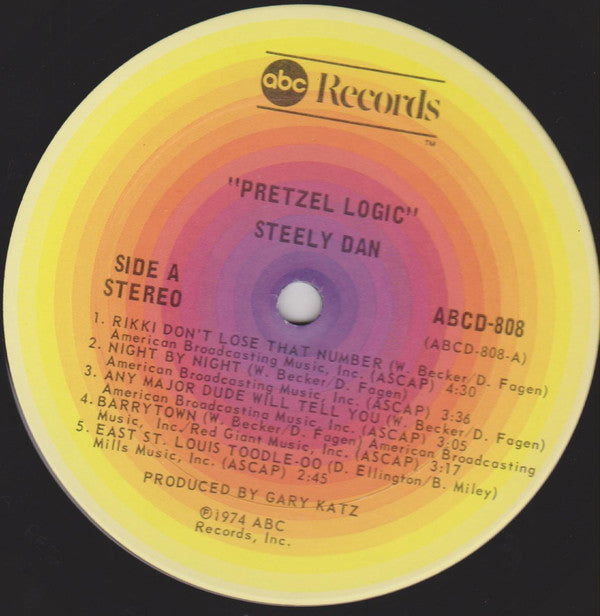 abc Records
TM
"PRETZEL LOGIC"
STEELY DAN
SIDE A
STEREO
ABCD-808
(ABCD-808-A)
1. RIKKI DON'T LOSE THAT NUMBER (W. Becker/D. Fagen)
American Broadcasting Music, Inc. (ASCAP) 4:30
2. NIGHT BY NIGHT (W. Becker/D. Fagen)
American Broadcasting Music, Inc. (ASCAP) 3:36
3. ANY MAJOR DUDE WILL TELL YOU (W. Becker/D. Fagen)
American Broadcasting Music, Inc. (ASCAP) 3:05
4. BARRYTOWN (W. Becker/D. Fagen) American Broadcasting
Music, Inc./Red Giant Music, Inc. (ASCAP) 3:17
5. EAST ST. LOUIS TOODLE-OO (D. Ellington/B. Miley)
Mills Music, Inc. (ASCAP) 2:45
PRODUCED BY GARY KATZ
℗1974 ABC
Records, Inc.